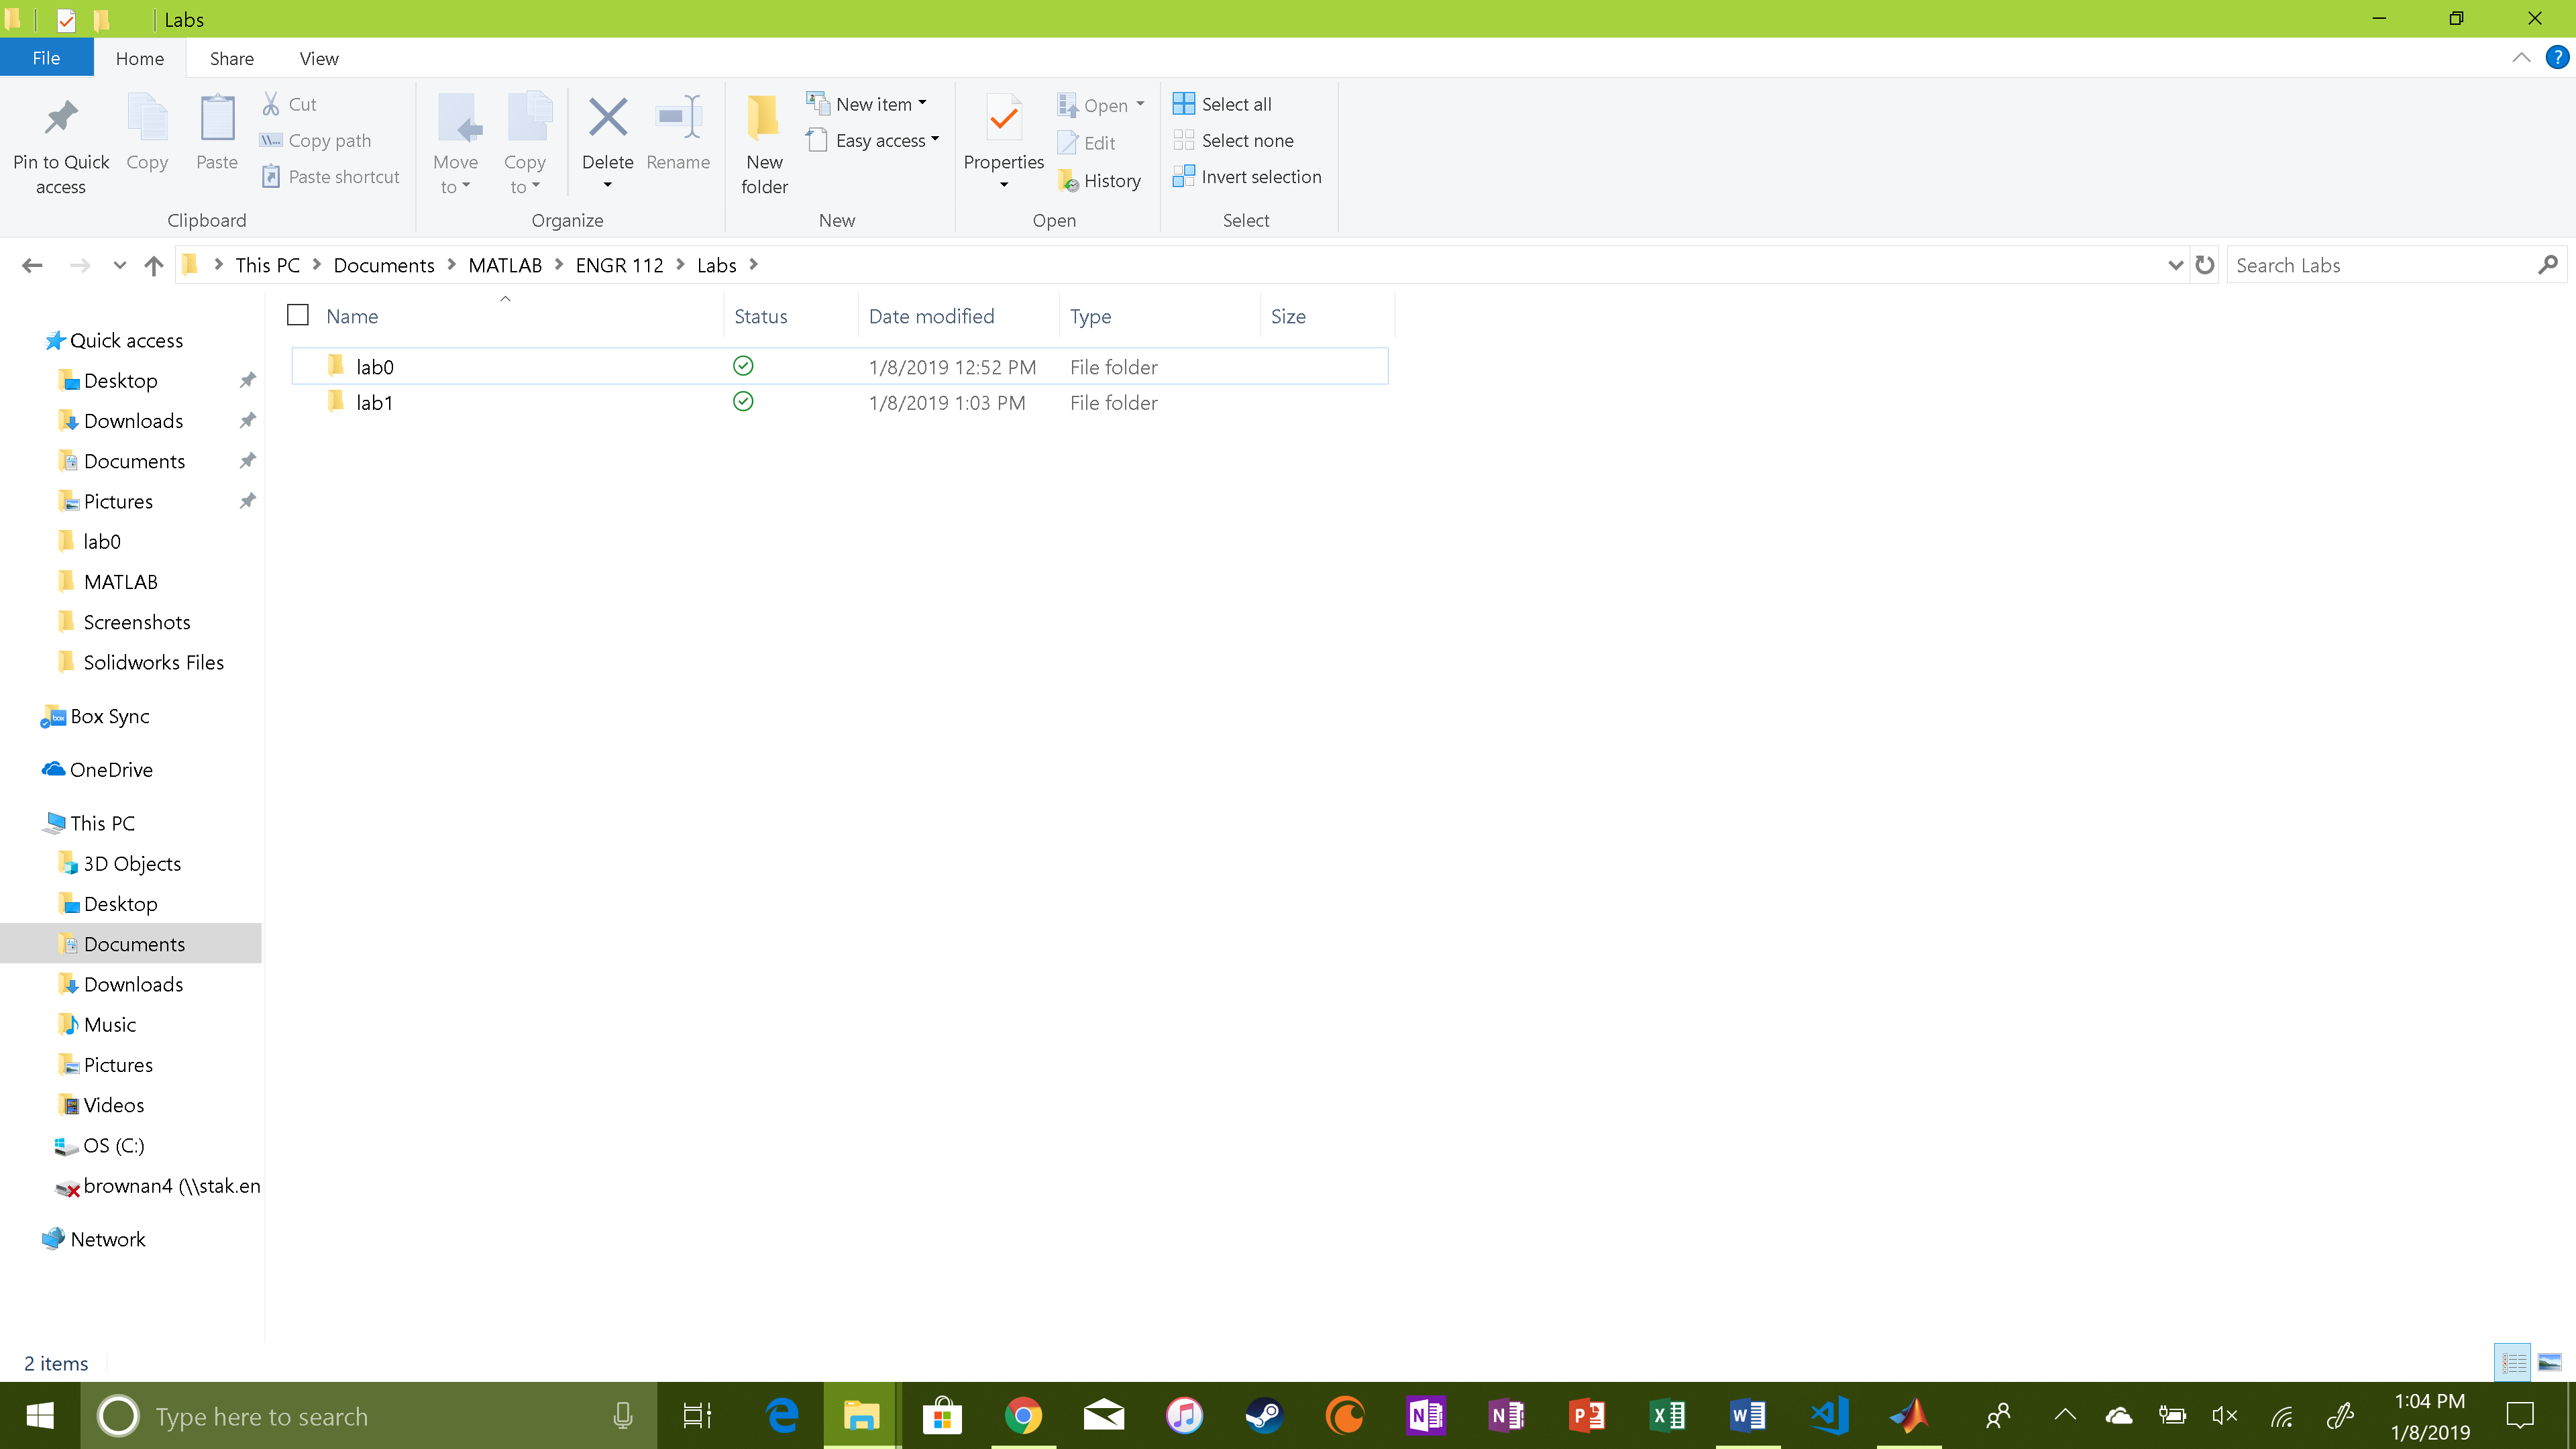 Labs
File Home Share View
Pin to Quick access
Copy
Paste
Cut
Copy path
Paste shortcut
Clipboard
Move to
Copy to
Delete
Rename
Organize
New folder
New item
Easy access
New
Properties
Open
Edit
History
Open
Select all
Select none
Invert selection
Select
This PC Documents MATLAB ENGR 112 Labs
Search Labs
Name Status Date modified Type Size
lab0 1/8/2019 12:52 PM File folder
lab1 1/8/2019 1:03 PM File folder
Quick access
Desktop
Downloads
Documents
Pictures
lab0
MATLAB
Screenshots
Solidworks Files
Box Sync
OneDrive
This PC
3D Objects
Desktop
Documents
Downloads
Music
Pictures
Videos
OS (C:)
brownan4 (\\stak.en
Network
2 items
Type here to search
1:04 PM
1/8/2019